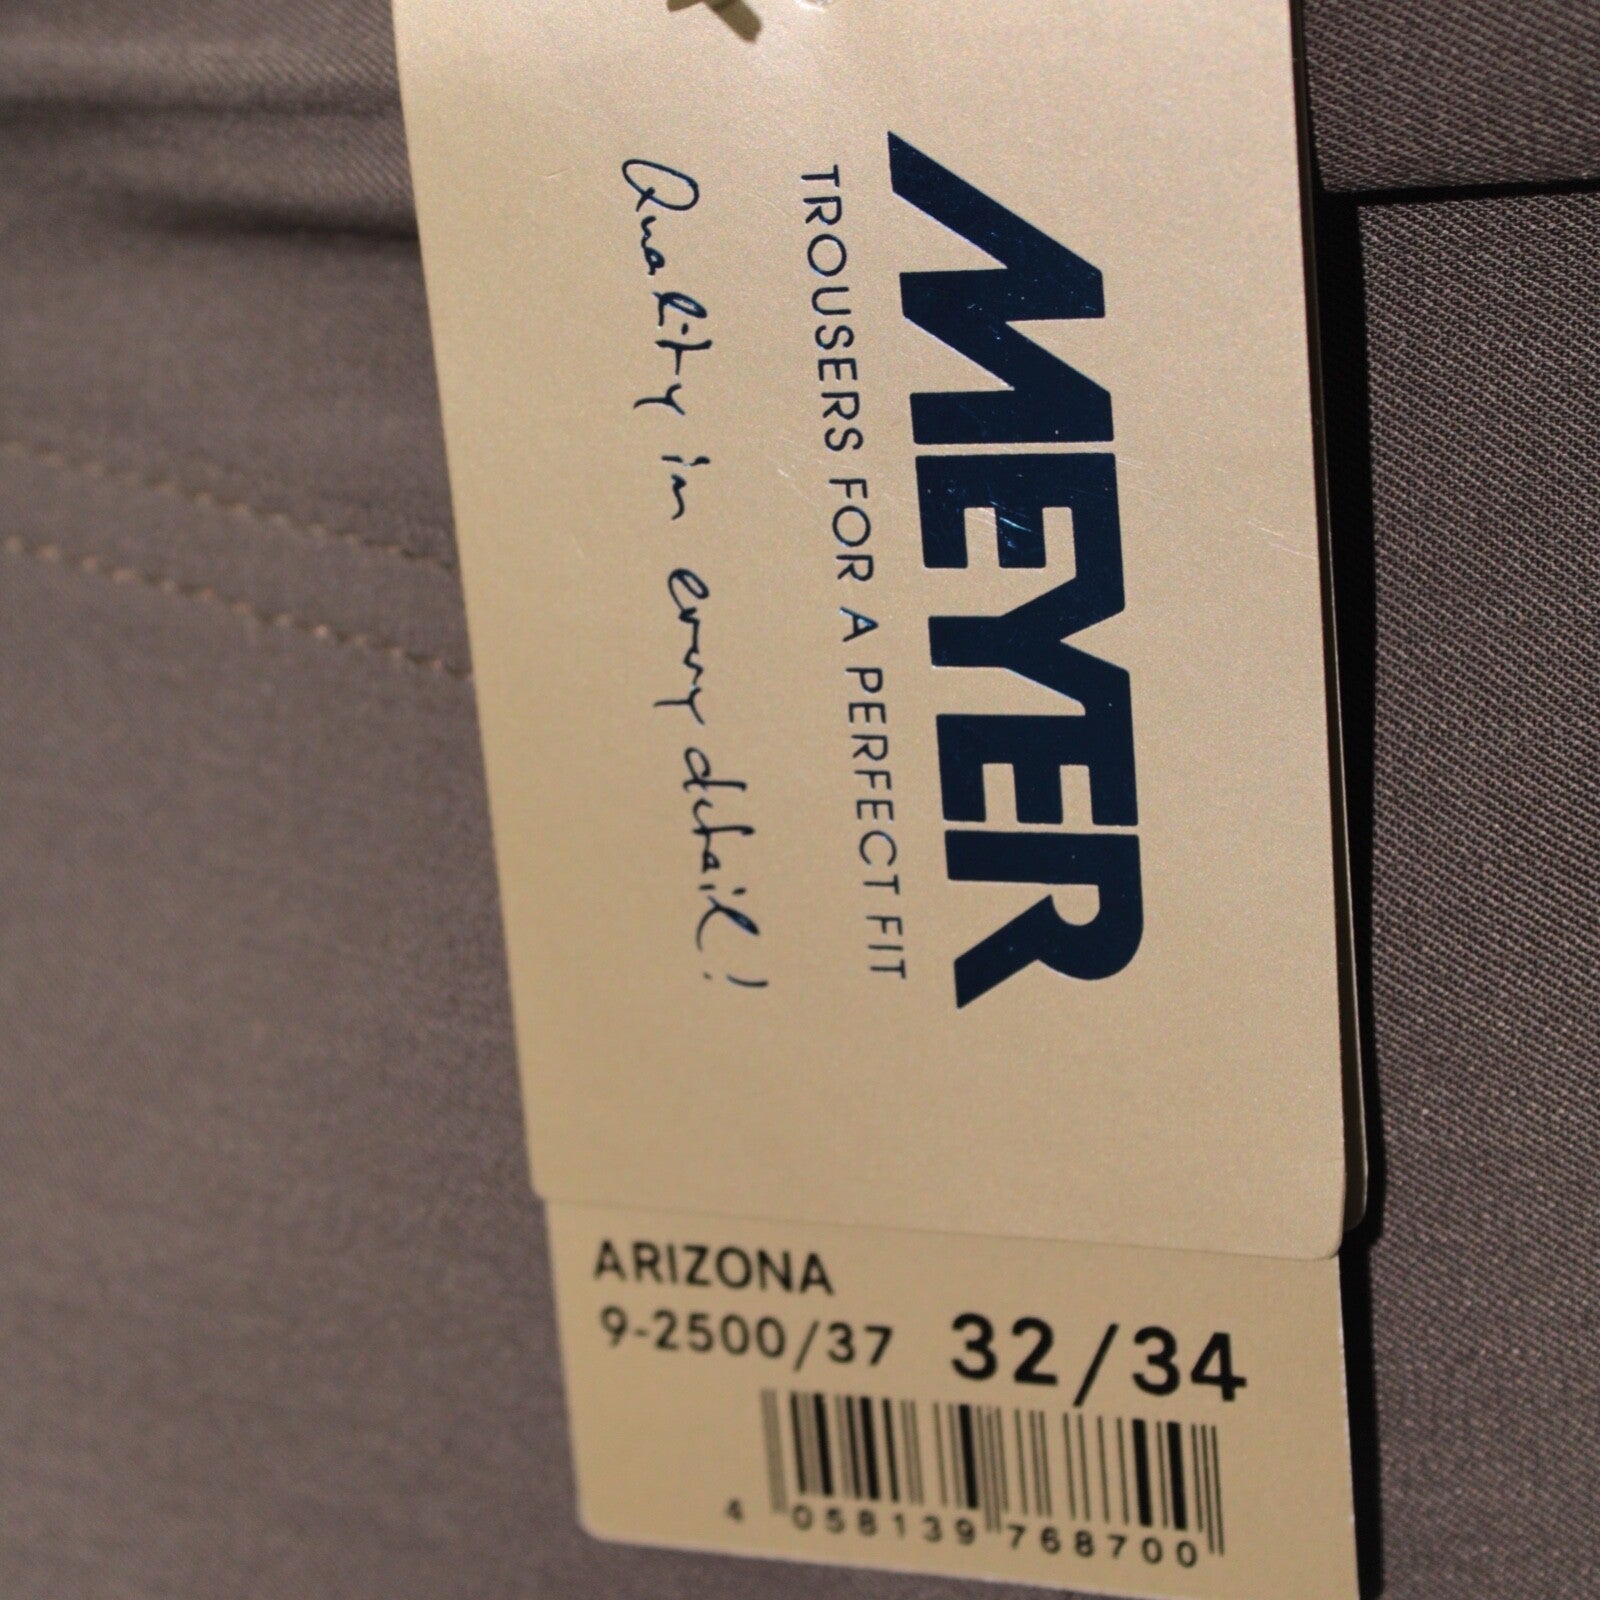 MEYER
TROUSERS FOR A PERFECT FIT
Quality in every detail!
ARIZONA
9-2500/37 32/34
4 058139 768700